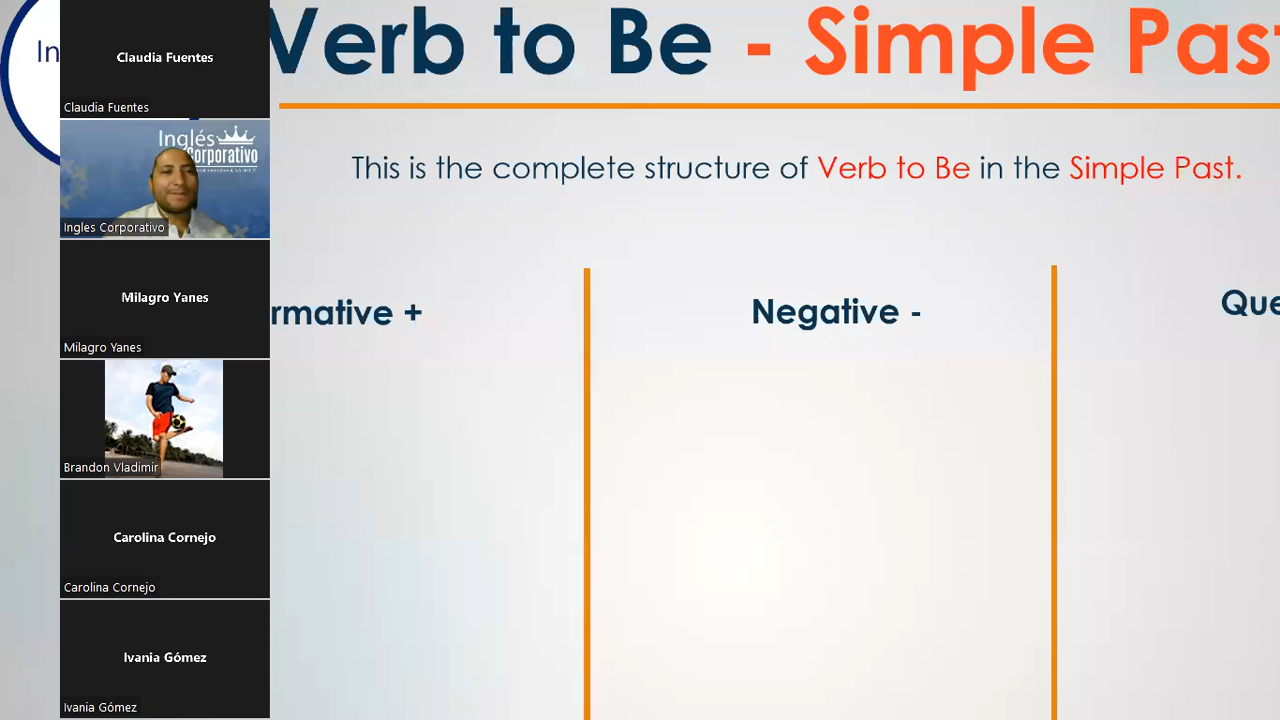 In
Verb to Be - Simple Past
This is the complete structure of Verb to Be in the Simple Past.
rmative +
Negative -
Que
Claudia Fuentes
Claudia Fuentes
Inglés
Corporativo
Ingles Corporativo
Milagro Yanes
Milagro Yanes
Brandon Vladimir
Carolina Cornejo
Carolina Cornejo
Ivania Gómez
Ivania Gómez